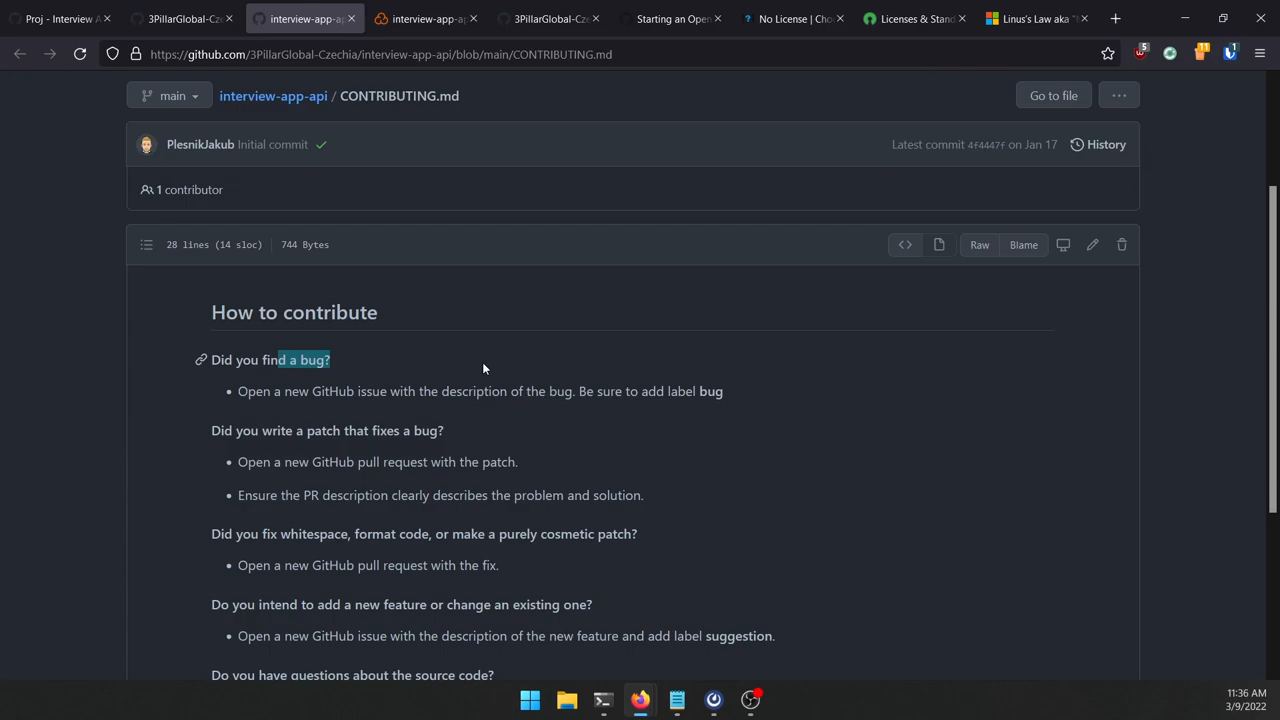 Proj - Interview A
3PillarGlobal-Cze
interview-app-ap
interview-app-ap
3PillarGlobal-Cz
Starting an Open
? No License | Cho
Licenses & Stand
Linus's Law aka "
https://github.com/3PillarGlobal-Czechia/interview-app-api/blob/main/CONTRIBUTING.md
5
11
1
main
interview-app-api / CONTRIBUTING.md
Go to file
...
PlesnikJakub Initial commit
Latest commit 4f4447f on Jan 17
History
1 contributor
28 lines (14 sloc)
744 Bytes
Raw
Blame
How to contribute
Did you find a bug?
• Open a new GitHub issue with the description of the bug. Be sure to add label bug
Did you write a patch that fixes a bug?
• Open a new GitHub pull request with the patch.
• Ensure the PR description clearly describes the problem and solution.
Did you fix whitespace, format code, or make a purely cosmetic patch?
• Open a new GitHub pull request with the fix.
Do you intend to add a new feature or change an existing one?
• Open a new GitHub issue with the description of the new feature and add label suggestion.
Do you have questions about the source code?
11:36 AM
3/9/2022